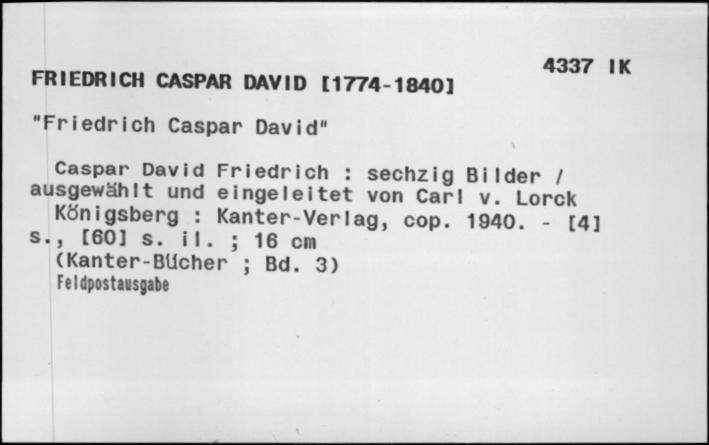 4337 IK
FRIEDRICH CASPAR DAVID [1774-1840]
"Friedrich Caspar David"
Caspar David Friedrich : sechzig Bilder /
ausgewählt und eingeleitet von Carl v. Lorck
Königsberg : Kanter-Verlag, cop. 1940. - [4]
s., [60] s. il. ; 16 cm
(Kanter-Bücher ; Bd. 3)
Feldpostausgabe